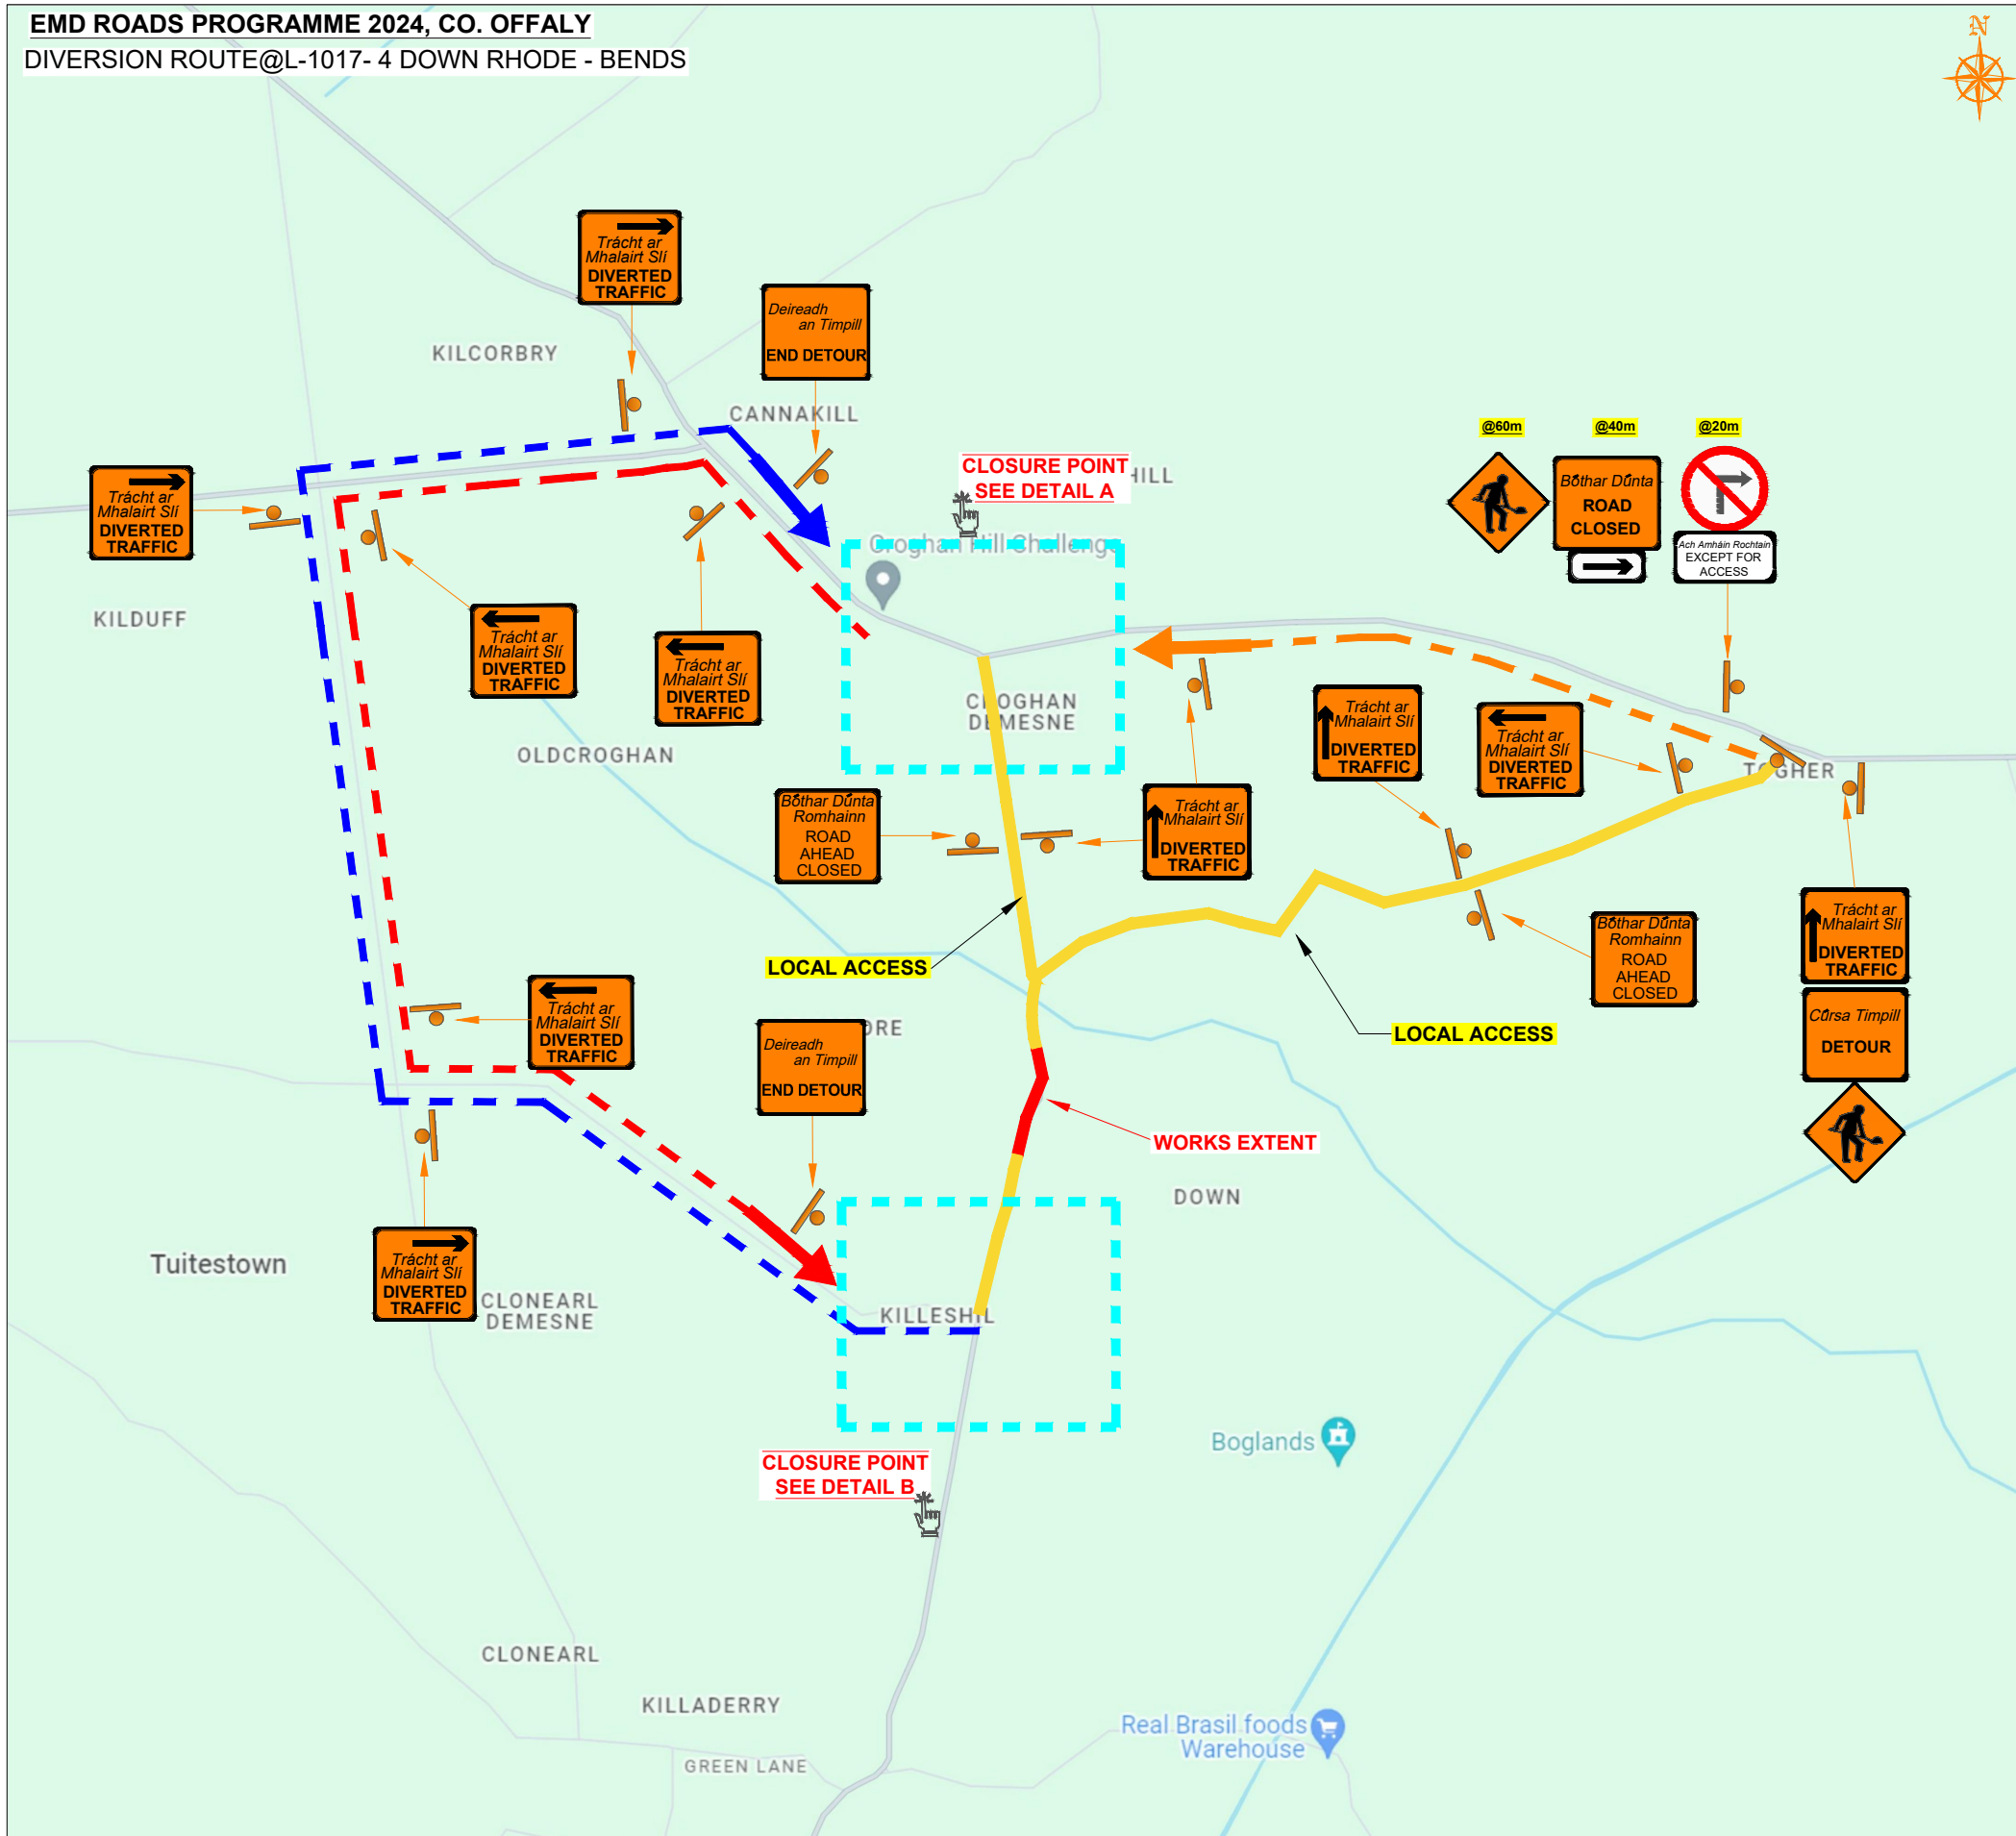 EMD ROADS PROGRAMME 2024, CO. OFFALY
DIVERSION ROUTE@L-1017- 4 DOWN RHODE - BENDS
N
Trácht ar
Mhalairt Slí
DIVERTED
TRAFFIC
Deireadh
an Timpill
END DETOUR
KILCORBRY
CANNAKILL
CLOSURE POINT
SEE DETAIL A
HILL
@60m
@40m
@20m
Bóthar Dúnta
ROAD
CLOSED
Ach Amháin Rochtain
EXCEPT FOR
ACCESS
Trácht ar
Mhalairt Slí
DIVERTED
TRAFFIC
Croghan Hill Challenge
KILDUFF
Trácht ar
Mhalairt Slí
DIVERTED
TRAFFIC
Trácht ar
Mhalairt Slí
DIVERTED
TRAFFIC
OLDCROGHAN
CROGHAN
DEMESNE
Trácht ar
Mhalairt Slí
DIVERTED
TRAFFIC
Trácht ar
Mhalairt Slí
DIVERTED
TRAFFIC
TOGHER
Bóthar Dúnta
Romhainn
ROAD
AHEAD
CLOSED
Trácht ar
Mhalairt Slí
DIVERTED
TRAFFIC
Bóthar Dúnta
Romhainn
ROAD
AHEAD
CLOSED
Trácht ar
Mhalairt Slí
DIVERTED
TRAFFIC
Cúrsa Timpill
DETOUR
LOCAL ACCESS
LOCAL ACCESS
Trácht ar
Mhalairt Slí
DIVERTED
TRAFFIC
ORE
Deireadh
an Timpill
END DETOUR
WORKS EXTENT
DOWN
Tuitestown
Trácht ar
Mhalairt Slí
DIVERTED
TRAFFIC
CLONEARL
DEMESNE
KILLESHIL
CLOSURE POINT
SEE DETAIL B
Boglands
CLONEARL
KILLADERRY
GREEN LANE
Real Brasil foods
Warehouse